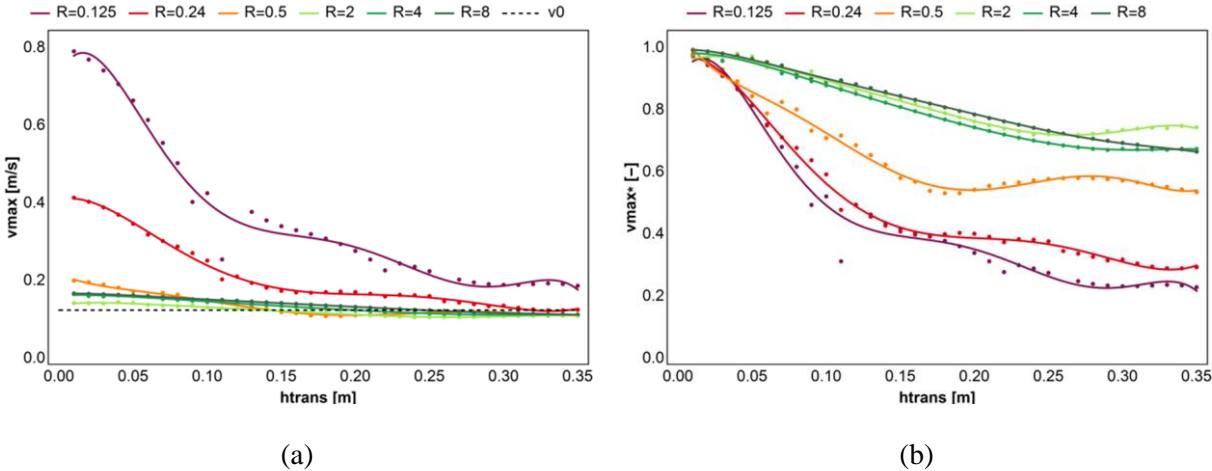 R=0.125 R=0.24 R=0.5 R=2 R=4 R=8 v0
0.8
0.6
0.4
0.2
0.0
vmax [m/s]
0.00 0.05 0.10 0.15 0.20 0.25 0.30 0.35
htrans [m]
(a)
R=0.125 R=0.24 R=0.5 R=2 R=4 R=8
1.0
0.8
0.6
0.4
0.2
0.0
vmax* [–]
0.00 0.05 0.10 0.15 0.20 0.25 0.30 0.35
htrans [m]
(b)